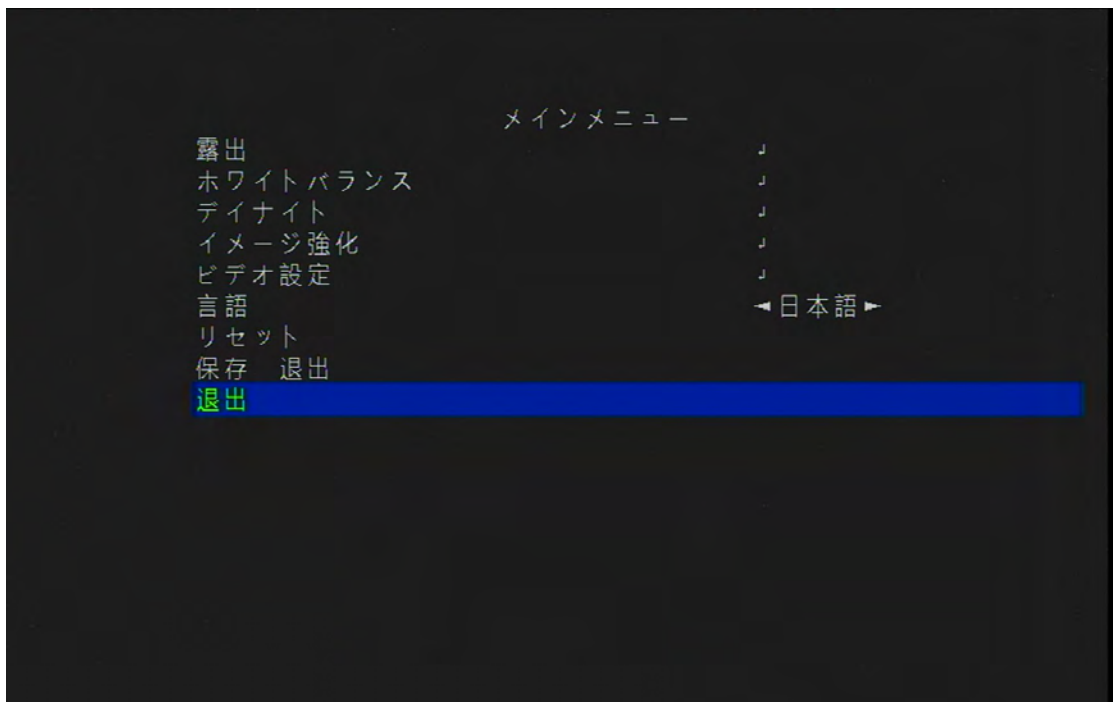 メインメニュー
露出 ↲
ホワイトバランス ↲
デイナイト ↲
イメージ強化 ↲
ビデオ設定 ↲
言語 ◄日本語►
リセット
保存　退出
退出